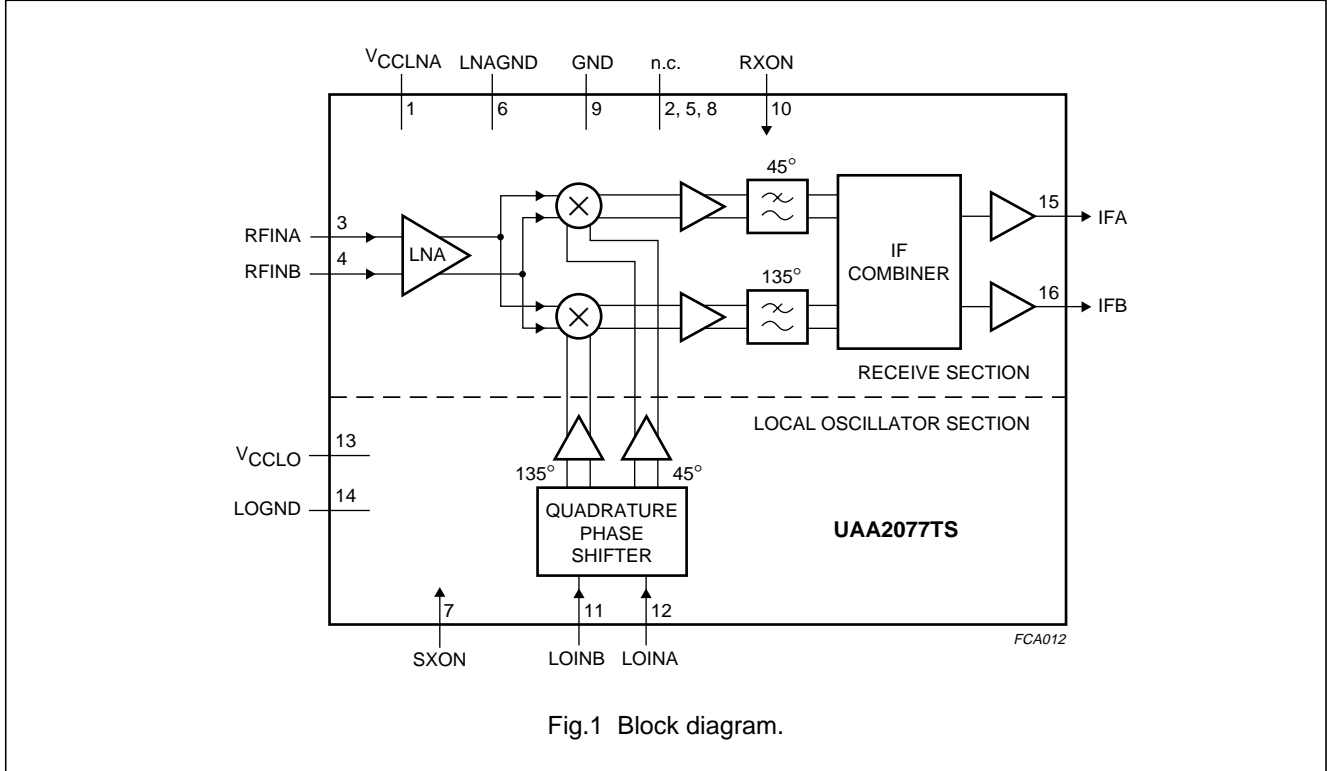 VCCLNA LNAGND GND n.c. RXON
1 6 9 2, 5, 8 10
45°
RFINA 3
RFINB 4
LNA
IF
COMBINER
15 IFA
135°
16 IFB
RECEIVE SECTION
LOCAL OSCILLATOR SECTION
VCCLO 13
LOGND 14
135° 45°
QUADRATURE
PHASE
SHIFTER
UAA2077TS
7 11 12
SXON LOINB LOINA
FCA012
Fig.1 Block diagram.